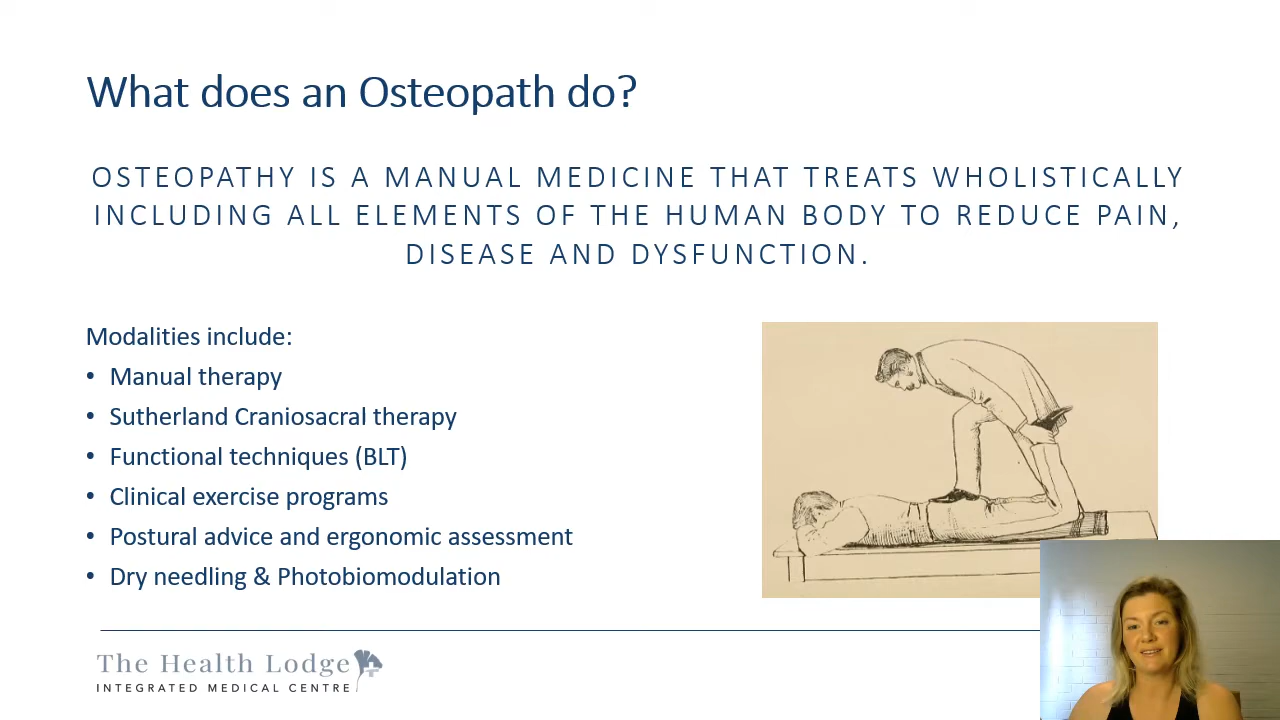 What does an Osteopath do?
OSTEOPATHY IS A MANUAL MEDICINE THAT TREATS WHOLISTICALLY
INCLUDING ALL ELEMENTS OF THE HUMAN BODY TO REDUCE PAIN,
DISEASE AND DYSFUNCTION.
Modalities include:
• Manual therapy
• Sutherland Craniosacral therapy
• Functional techniques (BLT)
• Clinical exercise programs
• Postural advice and ergonomic assessment
• Dry needling & Photobiomodulation
The Health Lodge
INTEGRATED MEDICAL CENTRE